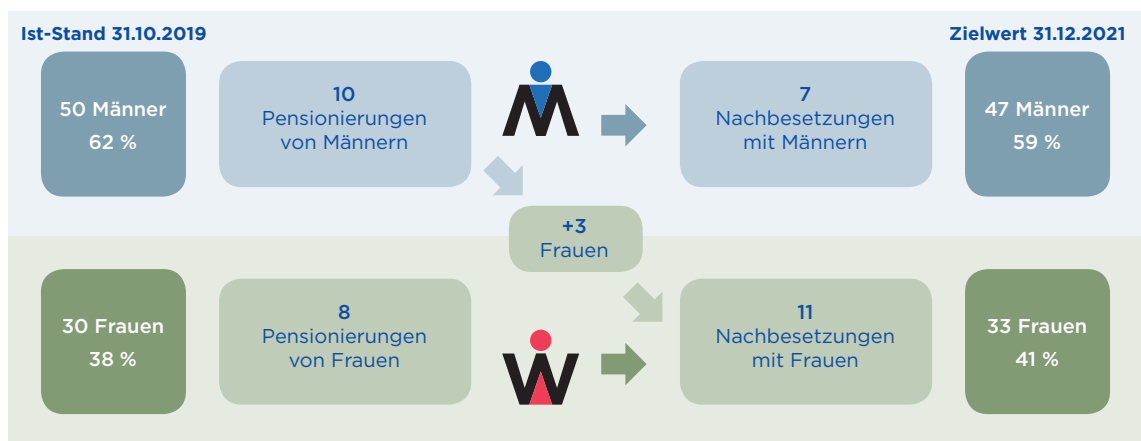 Ist-Stand 31.10.2019
Zielwert 31.12.2021
50 Männer
62 %
10
Pensionierungen
von Männern
7
Nachbesetzungen
mit Männern
47 Männer
59 %
+3
Frauen
30 Frauen
38 %
8
Pensionierungen
von Frauen
11
Nachbesetzungen
mit Frauen
33 Frauen
41 %